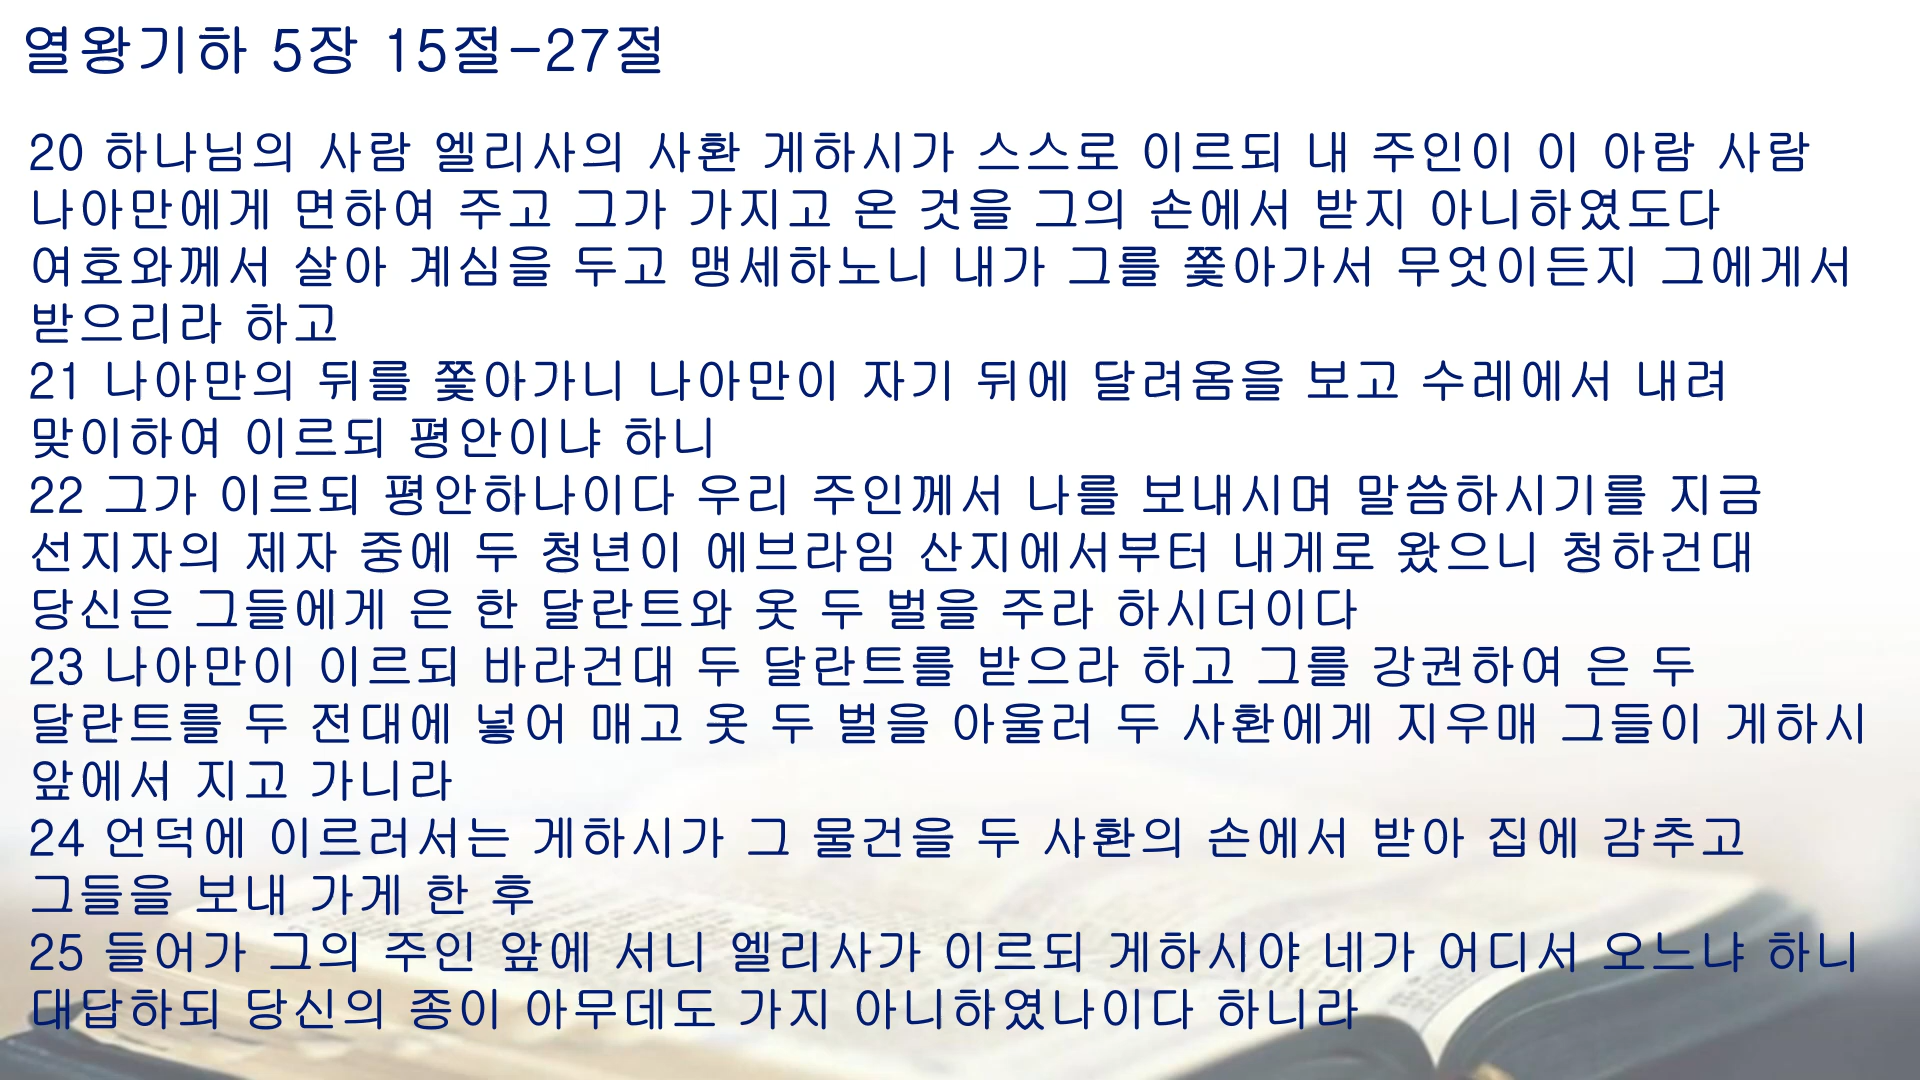 열왕기하 5장 15절-27절
20 하나님의 사람 엘리사의 사환 게하시가 스스로 이르되 내 주인이 이 아람 사람
나아만에게 면하여 주고 그가 가지고 온 것을 그의 손에서 받지 아니하였도다
여호와께서 살아 계심을 두고 맹세하노니 내가 그를 쫓아가서 무엇이든지 그에게서
받으리라 하고
21 나아만의 뒤를 쫓아가니 나아만이 자기 뒤에 달려옴을 보고 수레에서 내려
맞이하여 이르되 평안이냐 하니
22 그가 이르되 평안하나이다 우리 주인께서 나를 보내시며 말씀하시기를 지금
선지자의 제자 중에 두 청년이 에브라임 산지에서부터 내게로 왔으니 청하건대
당신은 그들에게 은 한 달란트와 옷 두 벌을 주라 하시더이다
23 나아만이 이르되 바라건대 두 달란트를 받으라 하고 그를 강권하여 은 두
달란트를 두 전대에 넣어 매고 옷 두 벌을 아울러 두 사환에게 지우매 그들이 게하시
앞에서 지고 가니라
24 언덕에 이르러서는 게하시가 그 물건을 두 사환의 손에서 받아 집에 감추고
그들을 보내 가게 한 후
25 들어가 그의 주인 앞에 서니 엘리사가 이르되 게하시야 네가 어디서 오느냐 하니
대답하되 당신의 종이 아무데도 가지 아니하였나이다 하니라